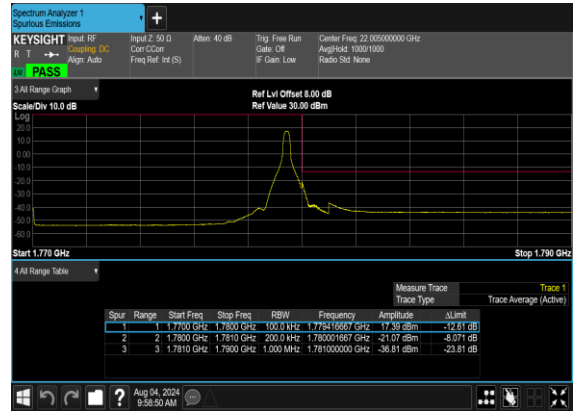 Spectrum Analyzer 1
Spurious Emissions
+
KEYSIGHT Input: RF Input Z: 50 Ω Atten: 40 dB Trig: Free Run Center Freq: 22.005000000 GHz
R T Coupling: DC Corr CCorr Gate: Off Avg|Hold: 1000/1000
Align: Auto Freq Ref: Int (S) IF Gain: Low Radio Std: None
LW PASS
3 All Range Graph
Ref Lvl Offset 8.00 dB
Scale/Div 10.0 dB Ref Value 30.00 dBm
Log
20.0
10.0
0.00
-10.0
-20.0
-30.0
-40.0
-50.0
-60.0
Start 1.770 GHz Stop 1.790 GHz
4 All Range Table
Measure Trace Trace 1
Trace Type Trace Average (Active)
Spur Range Start Freq Stop Freq RBW Frequency Amplitude ΔLimit
1 1 1.7700 GHz 1.7800 GHz 100.0 kHz 1.779416667 GHz 17.39 dBm -12.61 dB
2 2 1.7800 GHz 1.7810 GHz 200.0 kHz 1.780001667 GHz -21.07 dBm -8.071 dB
3 3 1.7810 GHz 1.7900 GHz 1.000 MHz 1.781000000 GHz -36.81 dBm -23.81 dB
? Aug 04, 2024
9:58:50 AM